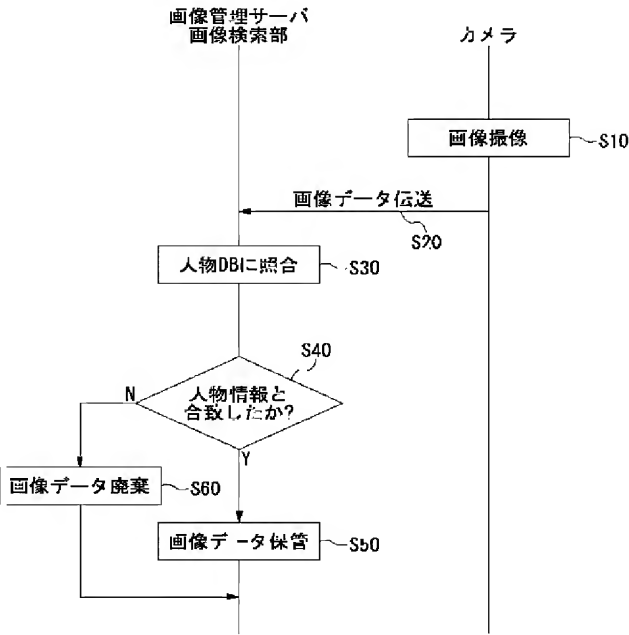 画像管理サーバ
画像検索部
カメラ
画像撮像
S10
画像データ伝送
S20
人物DBに照合
S30
S40
人物情報と
合致したか?
N
Y
画像データ廃棄
S60
画像データ保管
S50